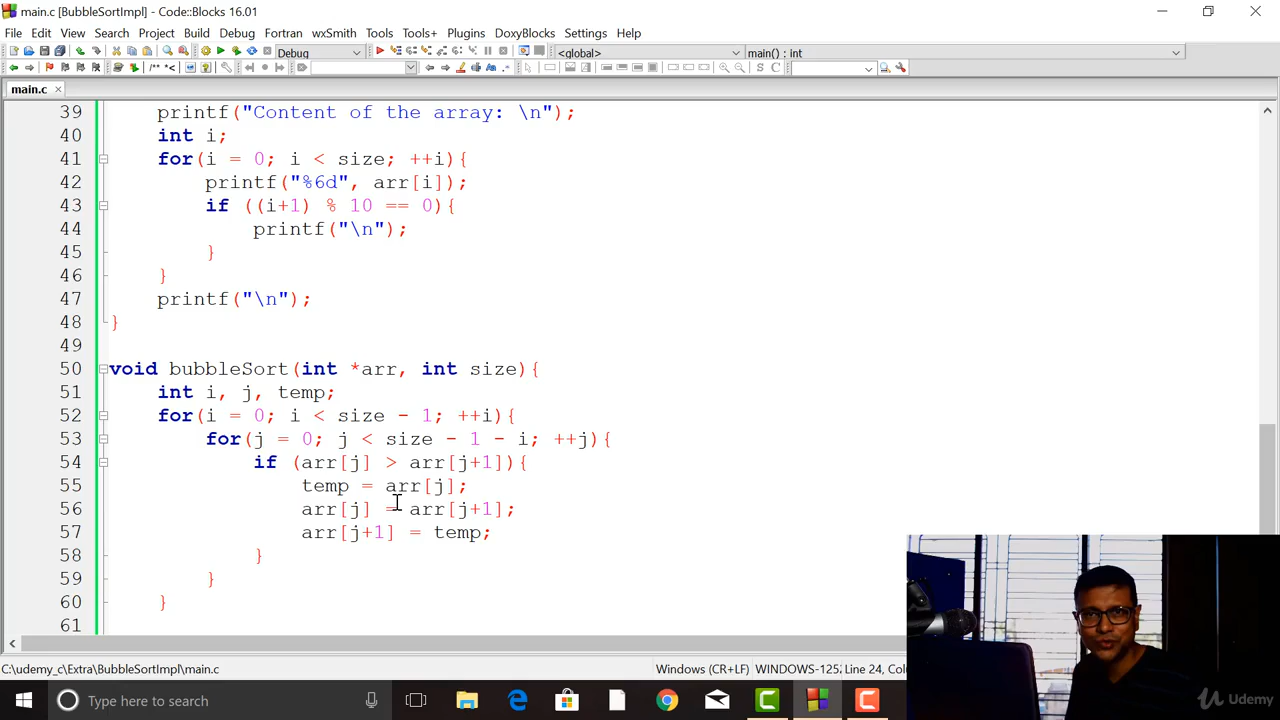 main.c [BubbleSortImpl] - Code::Blocks 16.01
File Edit View Search Project Build Debug Fortran wxSmith Tools Tools+ Plugins DoxyBlocks Settings Help
Debug <global> main() : int
/** *<
main.c ×
39 printf("Content of the array: \n");
40 int i;
41 for(i = 0; i < size; ++i){
42 printf("%6d", arr[i]);
43 if ((i+1) % 10 == 0){
44 printf("\n");
45 }
46 }
47 printf("\n");
48 }
49
50 void bubbleSort(int *arr, int size){
51 int i, j, temp;
52 for(i = 0; i < size - 1; ++i){
53 for(j = 0; j < size - 1 - i; ++j){
54 if (arr[j] > arr[j+1]){
55 temp = arr[j];
56 arr[j] = arr[j+1];
57 arr[j+1] = temp;
58 }
59 }
60 }
61
C:\udemy_c\Extra\BubbleSortImpl\main.c Windows (CR+LF) WINDOWS-125 Line 24, Co
Type here to search
Udemy